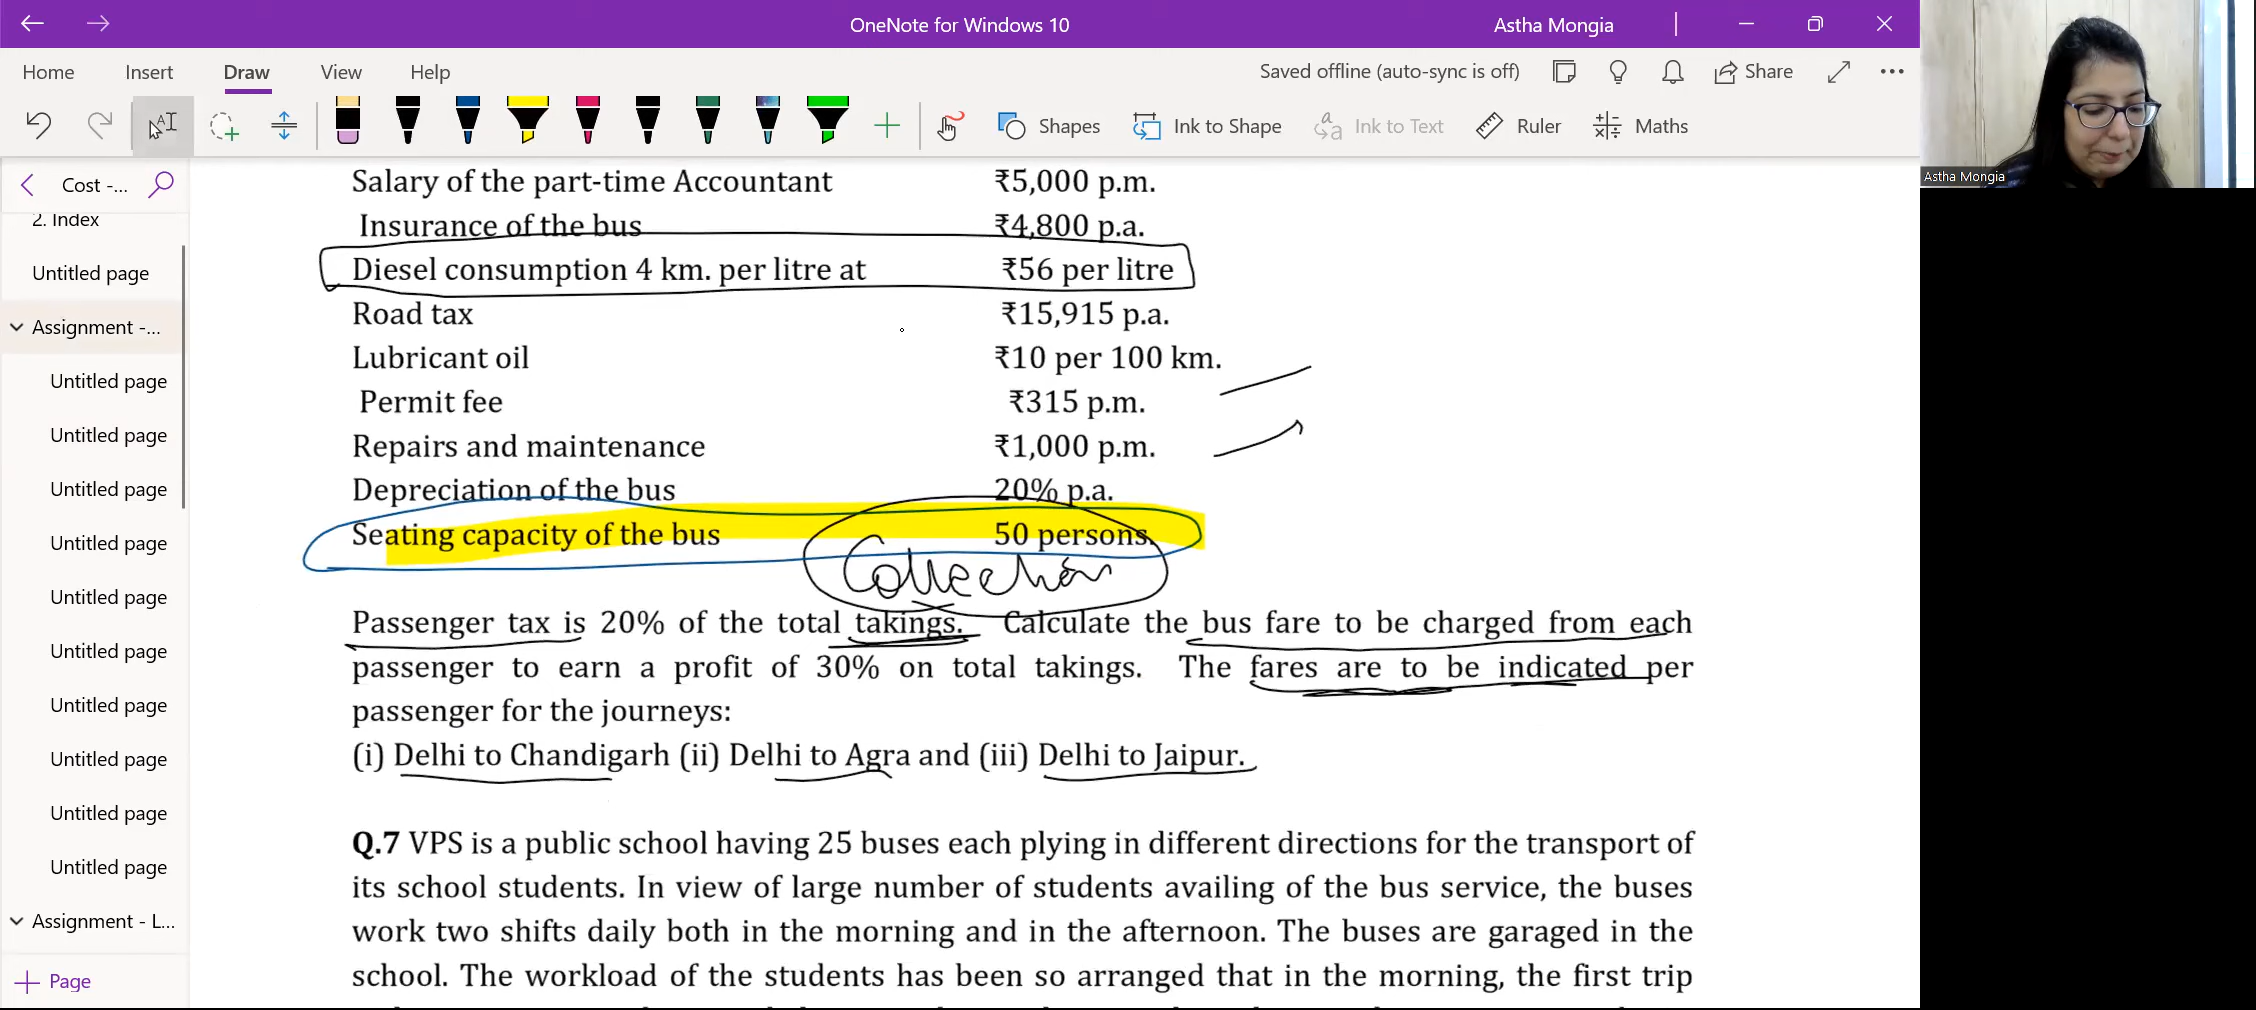 OneNote for Windows 10
Astha Mongia
Home Insert Draw View Help
Saved offline (auto-sync is off) Share
Shapes Ink to Shape Ink to Text Ruler Maths
Astha Mongia
Cost -...
2. Index
Untitled page
Assignment -...
Untitled page
Untitled page
Untitled page
Untitled page
Untitled page
Untitled page
Untitled page
Untitled page
Untitled page
Untitled page
Assignment - L...
Page
Salary of the part-time Accountant ₹5,000 p.m.
Insurance of the bus ₹4,800 p.a.
Diesel consumption 4 km. per litre at ₹56 per litre
Road tax ₹15,915 p.a.
Lubricant oil ₹10 per 100 km.
Permit fee ₹315 p.m.
Repairs and maintenance ₹1,000 p.m.
Depreciation of the bus 20% p.a.
Seating capacity of the bus 50 persons.
Collection
Passenger tax is 20% of the total takings. Calculate the bus fare to be charged from each
passenger to earn a profit of 30% on total takings. The fares are to be indicated per
passenger for the journeys:
(i) Delhi to Chandigarh (ii) Delhi to Agra and (iii) Delhi to Jaipur.
Q.7 VPS is a public school having 25 buses each plying in different directions for the transport of
its school students. In view of large number of students availing of the bus service, the buses
work two shifts daily both in the morning and in the afternoon. The buses are garaged in the
school. The workload of the students has been so arranged that in the morning, the first trip